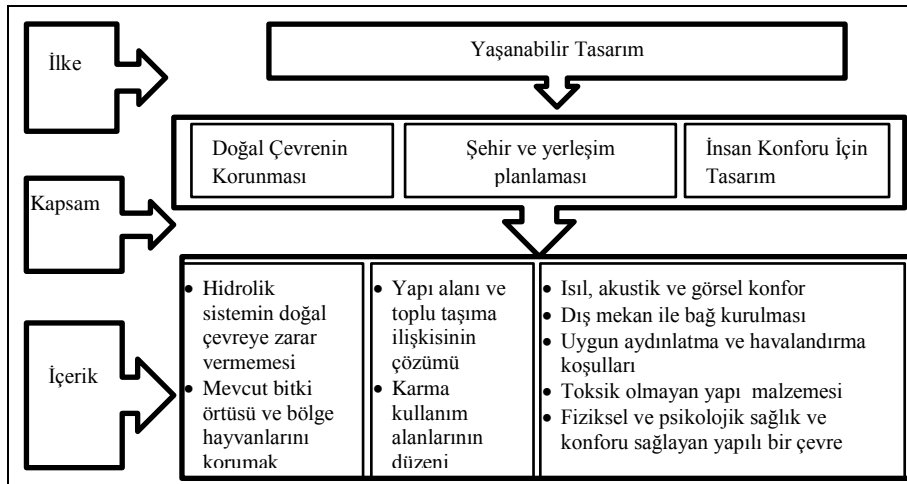 İlke
Yaşanabilir Tasarım
Doğal Çevrenin
Korunması
Şehir ve yerleşim
planlaması
İnsan Konforu İçin
Tasarım
Kapsam
İçerik
• Hidrolik
sistemin doğal
çevreye zarar
vermemesi
• Mevcut bitki
örtüsü ve bölge
hayvanlarını
korumak
• Yapı alanı ve
toplu taşıma
ilişkisinin
çözümü
• Karma
kullanım
alanlarının
düzeni
• Isıl, akustik ve görsel konfor
• Dış mekan ile bağ kurulması
• Uygun aydınlatma ve havalandırma
koşulları
• Toksik olmayan yapı malzemesi
• Fiziksel ve psikolojik sağlık ve
konforu sağlayan yapılı bir çevre